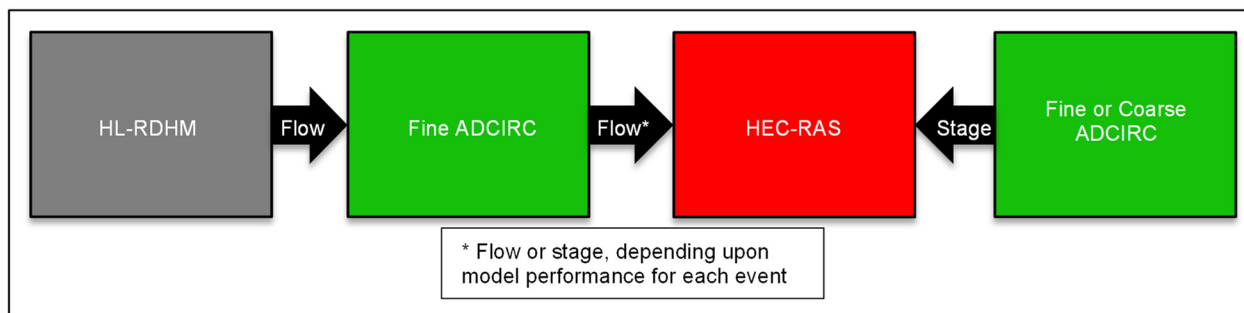 HL-RDHM
Flow
Fine ADCIRC
Flow*
HEC-RAS
Stage
Fine or Coarse
ADCIRC
* Flow or stage, depending upon
model performance for each event